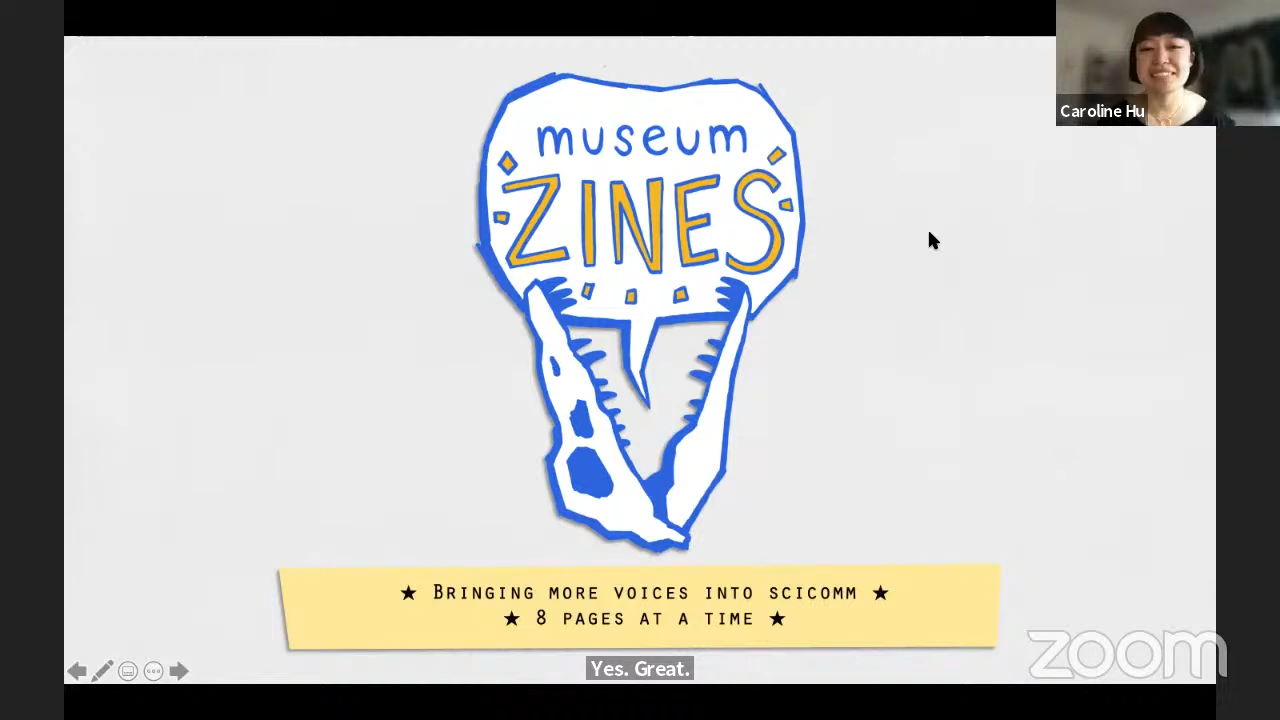 Caroline Hu
museum
ZINES
★ Bringing more voices into scicomm ★
★ 8 pages at a time ★
Yes. Great.
zoom